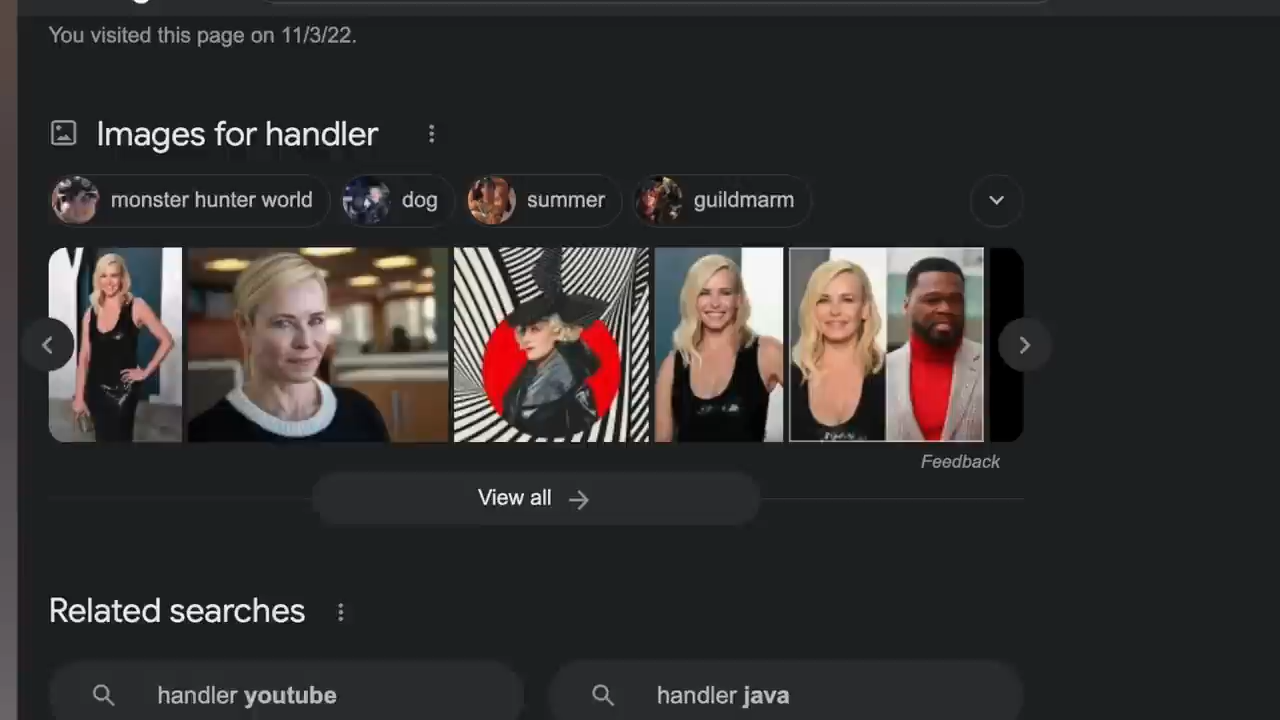 You visited this page on 11/3/22.
Images for handler
monster hunter world
dog
summer
guildmarm
Feedback
View all
Related searches
handler youtube
handler java